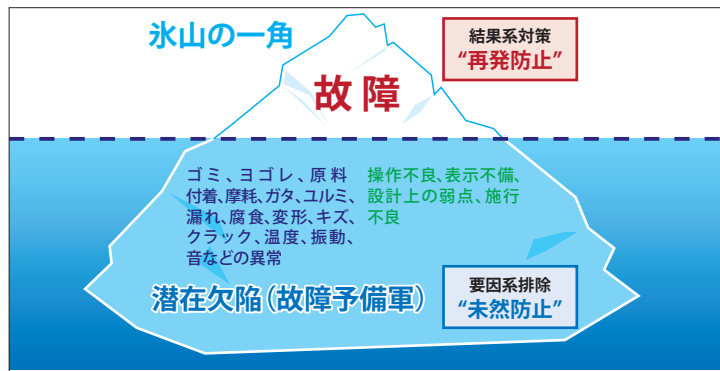 氷山の一角
結果系対策
“再発防止”
故障
ゴミ、ヨゴレ、原料
付着、摩耗、ガタ、ユルミ、
漏れ、腐食、変形、キズ、
クラック、温度、振動、
音などの異常
操作不良、表示不備、
設計上の弱点、施行
不良
潜在欠陥（故障予備軍）
要因系排除
“未然防止”